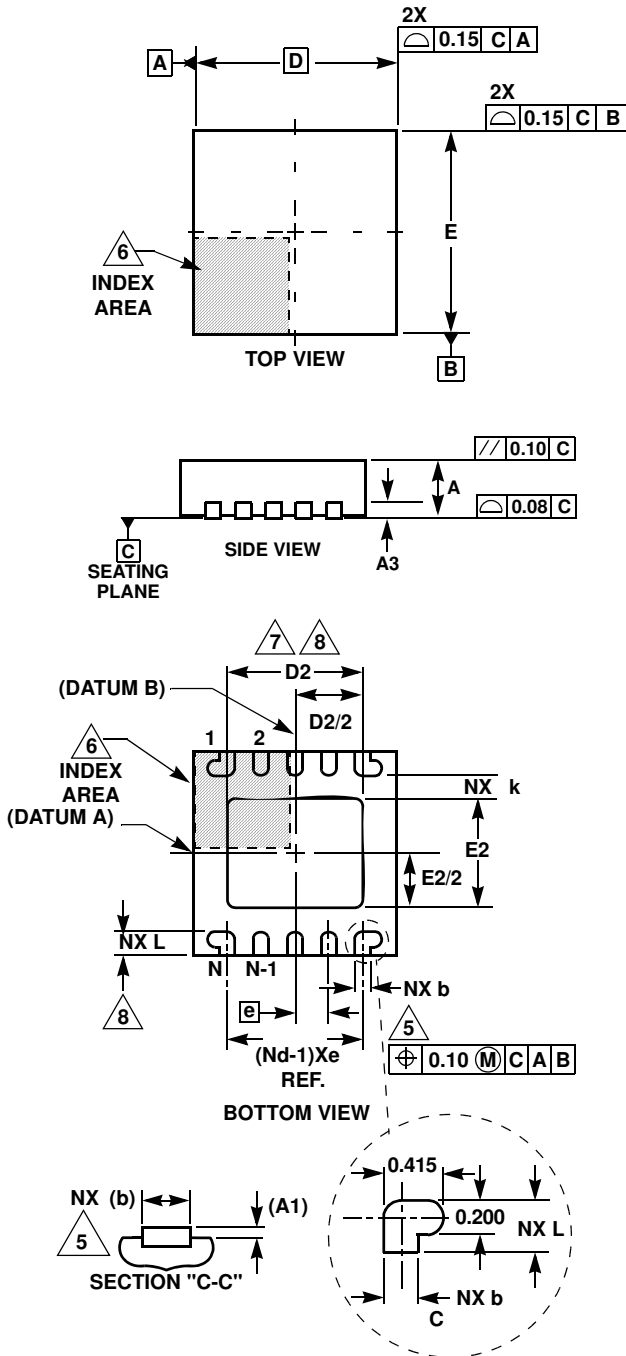 2X
⌓ 0.15 C A
A
D
2X
⌓ 0.15 C B
E
6
INDEX
AREA
TOP VIEW
B
// 0.10 C
A
⌓ 0.08 C
C
SEATING
PLANE
SIDE VIEW
A3
7 8
D2
(DATUM B)
D2/2
1 2
6
INDEX
AREA
(DATUM A)
NX k
E2
E2/2
NX L
N N-1
8
NX b
e
5
(Nd-1)Xe
REF.
⌖ 0.10 Ⓜ C A B
BOTTOM VIEW
NX (b)
(A1)
5
SECTION "C-C"
0.415
0.200
NX L
NX b
C